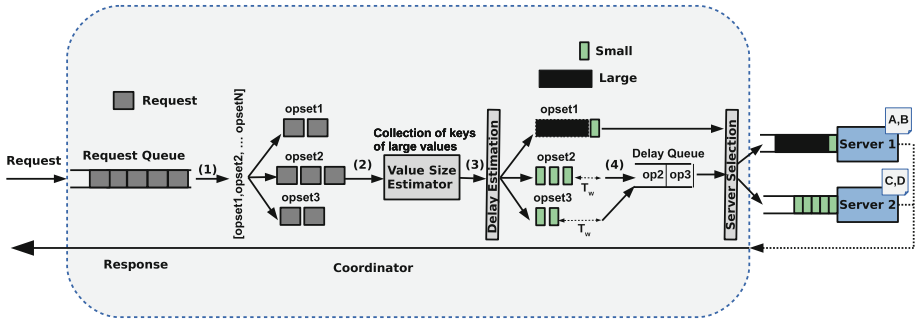 Small
Large
Request
Request
Request Queue
(1)
[opset1,opset2, ... opsetN]
opset1
opset2
opset3
(2)
Collection of keys
of large values
Value Size
Estimator
(3)
Delay Estimation
opset1
opset2
Tw
opset3
Tw
(4)
Delay Queue
op2 op3
Server Selection
A,B
Server 1
C,D
Server 2
Response
Coordinator